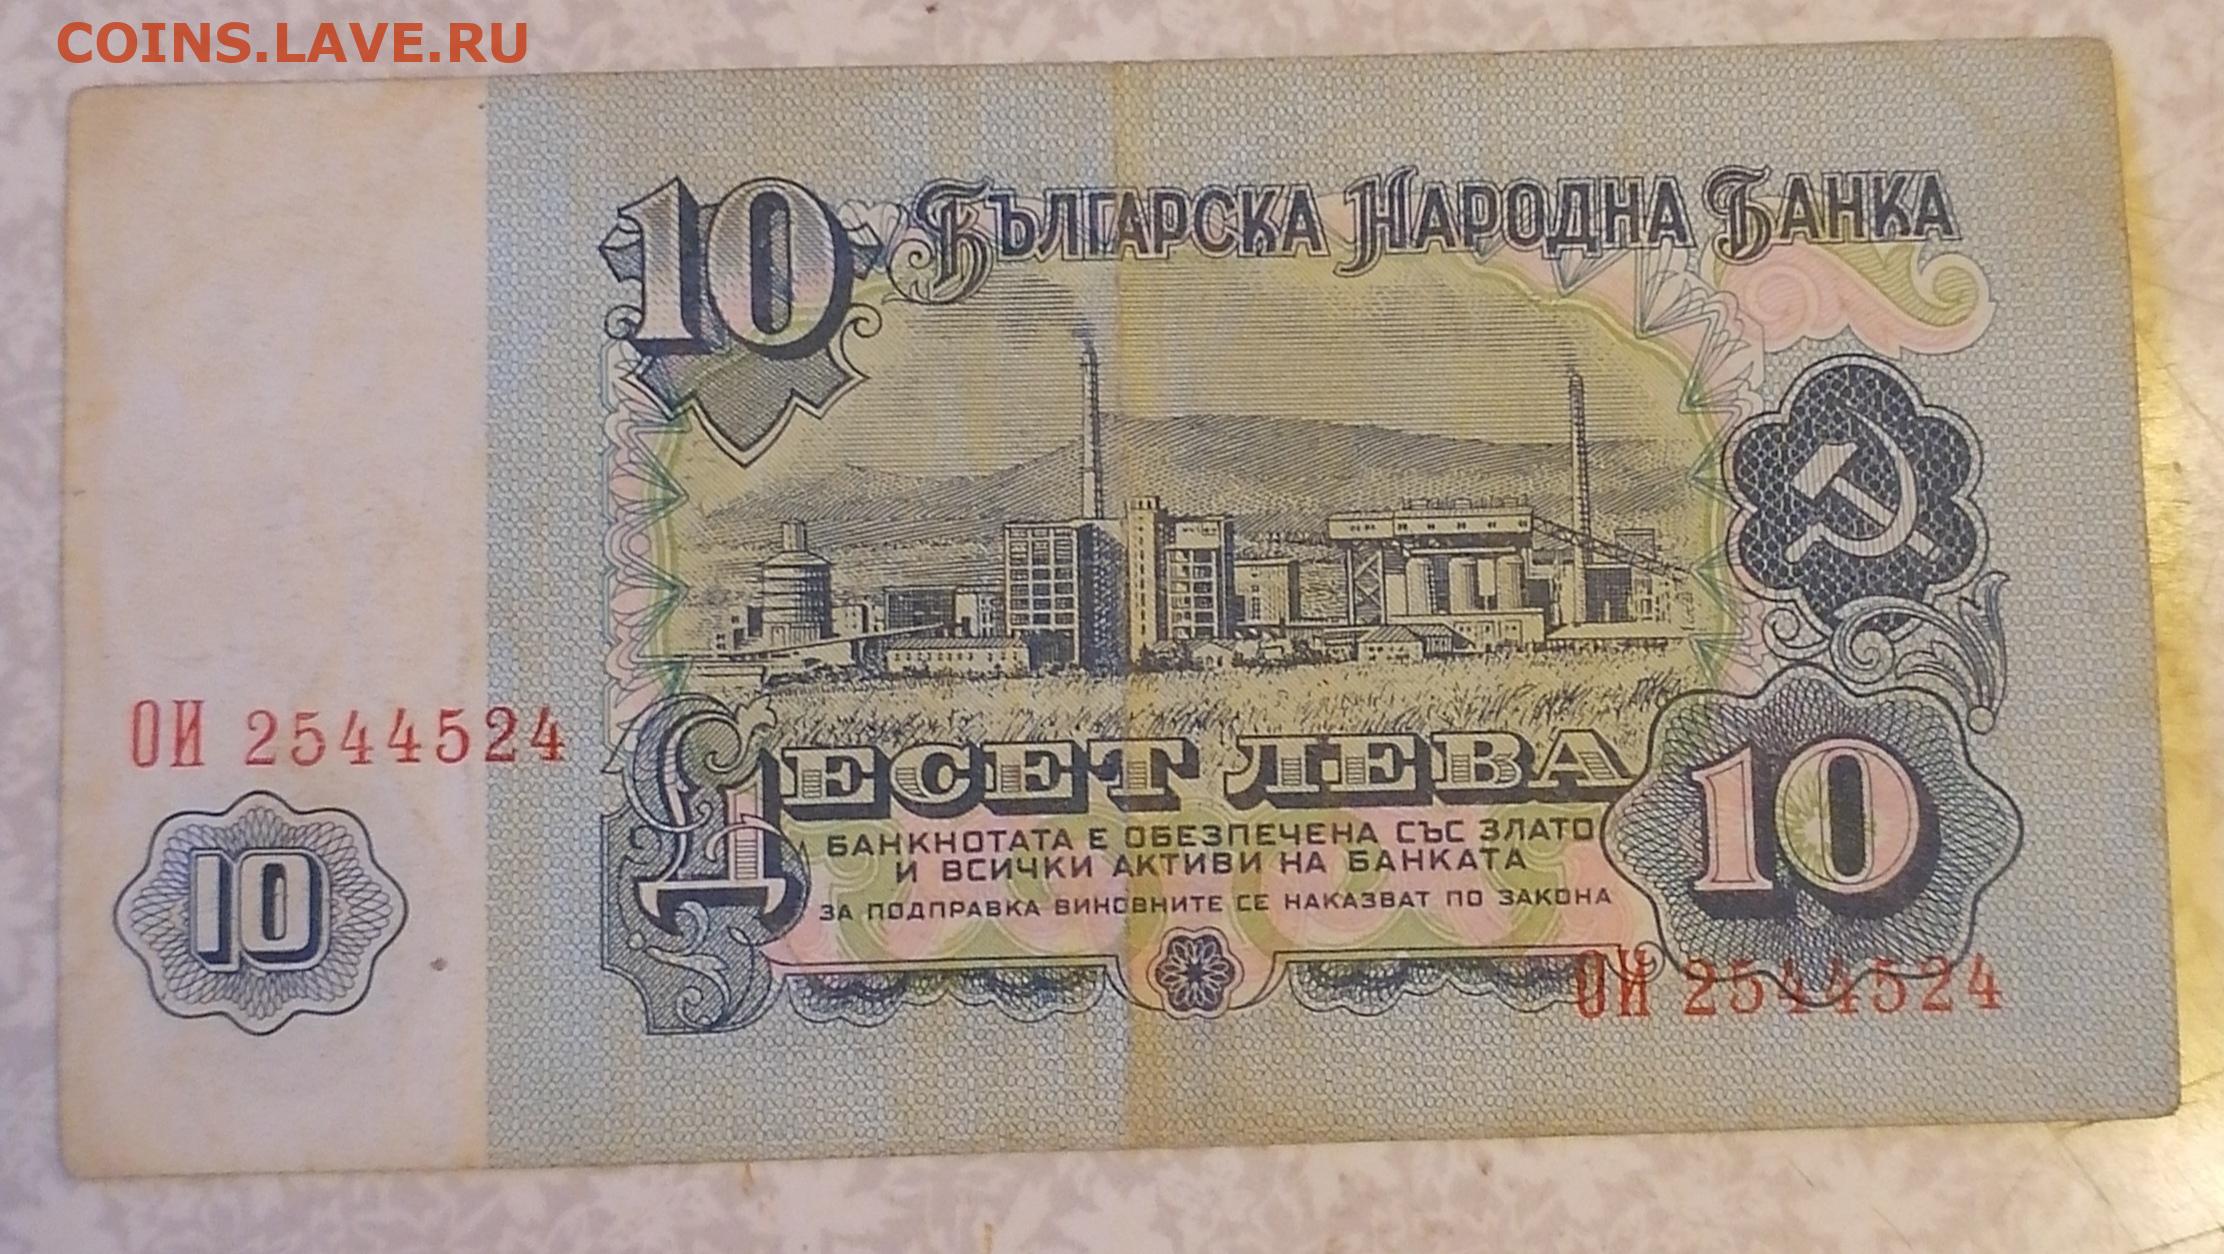 COINS.LAVE.RU
10 БЪЛГАРСКА НАРОДНА БАНКА
ОИ 2544524
ДЕСЕТ ЛЕВА
10
БАНКНОТАТА Е ОБЕЗПЕЧЕНА СЪС ЗЛАТО
И ВСИЧКИ АКТИВИ НА БАНКАТА
ЗА ПОДПРАВКА ВИНОВНИТЕ СЕ НАКАЗВАТ ПО ЗАКОНА
10
ОИ 2544524